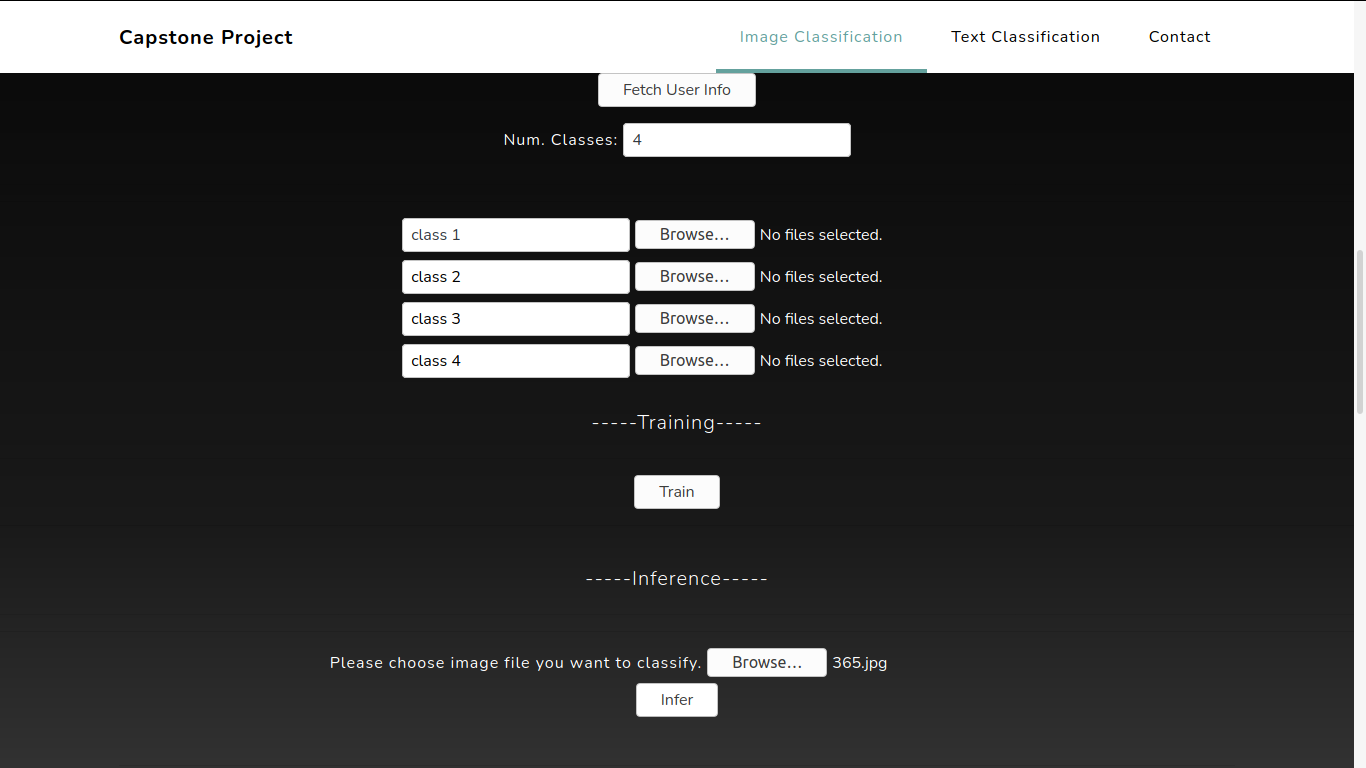 Capstone Project Image Classification Text Classification Contact
Fetch User Info
Num. Classes: 4
class 1 Browse... No files selected.
class 2 Browse... No files selected.
class 3 Browse... No files selected.
class 4 Browse... No files selected.
-----Training-----
Train
-----Inference-----
Please choose image file you want to classify. Browse... 365.jpg
Infer